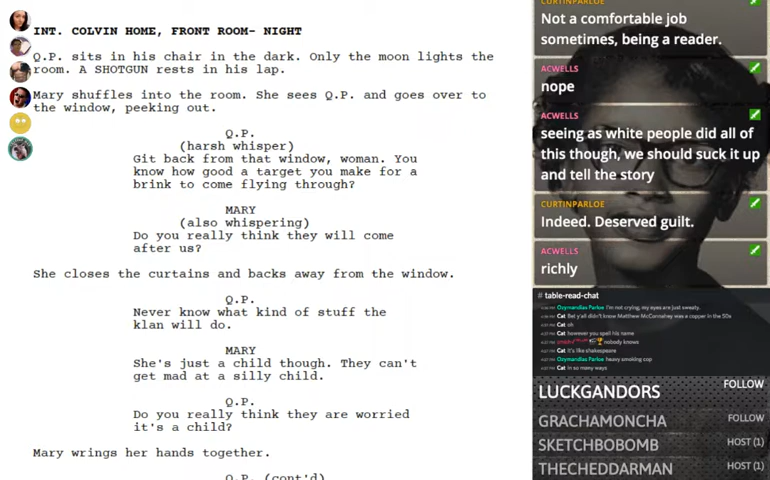 INT. COLVIN HOME, FRONT ROOM- NIGHT
Q.P. sits in his chair in the dark. Only the moon lights the
room. A SHOTGUN rests in his lap.
Mary shuffles into the room. She sees Q.P. and goes over to
the window, peeking out.
Q.P.
(harsh whisper)
Git back from that window, woman. You
know how good a target you make for a
brink to come flying through?
MARY
(also whispering)
Do you really think they will come
after us?
She closes the curtains and backs away from the window.
Q.P.
Never know what kind of stuff the
klan will do.
MARY
She's just a child though. They can't
get mad at a silly child.
Q.P.
Do you really think they are worried
it's a child?
Mary wrings her hands together.
Q.P. (cont'd)
CURTINPARLOE
Not a comfortable job
sometimes, being a reader.
ACWELLS
nope
ACWELLS
seeing as white people did all of
this though, we should suck it up
and tell the story
CURTINPARLOE
Indeed. Deserved guilt.
ACWELLS
richly
# table-read-chat
Ozymandias Parloe I'm not crying, my eyes are just sweaty.
Cat Bet y'all didn't know Matthew McConahey was a copper in the 50s
Cat oh
Cat however you spell his name
nobody knows
Cat It's like shakespeare
Ozymandias Parloe heavy smoking cop
Cat In so many ways
LUCKGANDORS FOLLOW
GRACHAMONCHA FOLLOW
SKETCHBOBOMB HOST (1)
THECHEDDARMAN HOST (1)